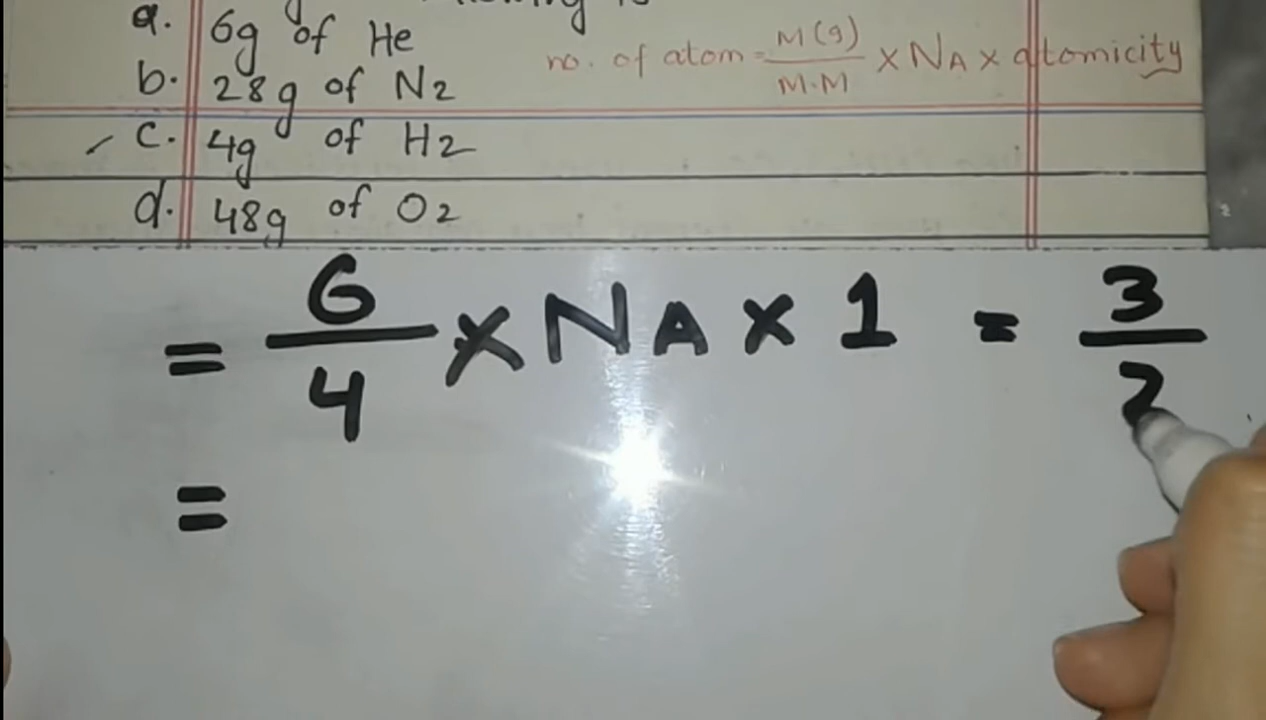 a. 6g of He
no. of atom = M(g)/M.M × NA × atomicity
b. 28g of N2
c. 4g of H2
d. 48g of O2
= 6/4 × NA × 1 = 3/2
=